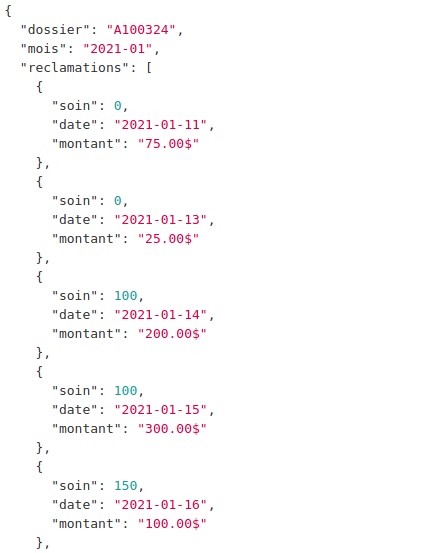 {
  "dossier": "A100324",
  "mois": "2021-01",
  "reclamations": [
    {
      "soin": 0,
      "date": "2021-01-11",
      "montant": "75.00$"
    },
    {
      "soin": 0,
      "date": "2021-01-13",
      "montant": "25.00$"
    },
    {
      "soin": 100,
      "date": "2021-01-14",
      "montant": "200.00$"
    },
    {
      "soin": 100,
      "date": "2021-01-15",
      "montant": "300.00$"
    },
    {
      "soin": 150,
      "date": "2021-01-16",
      "montant": "100.00$"
    },